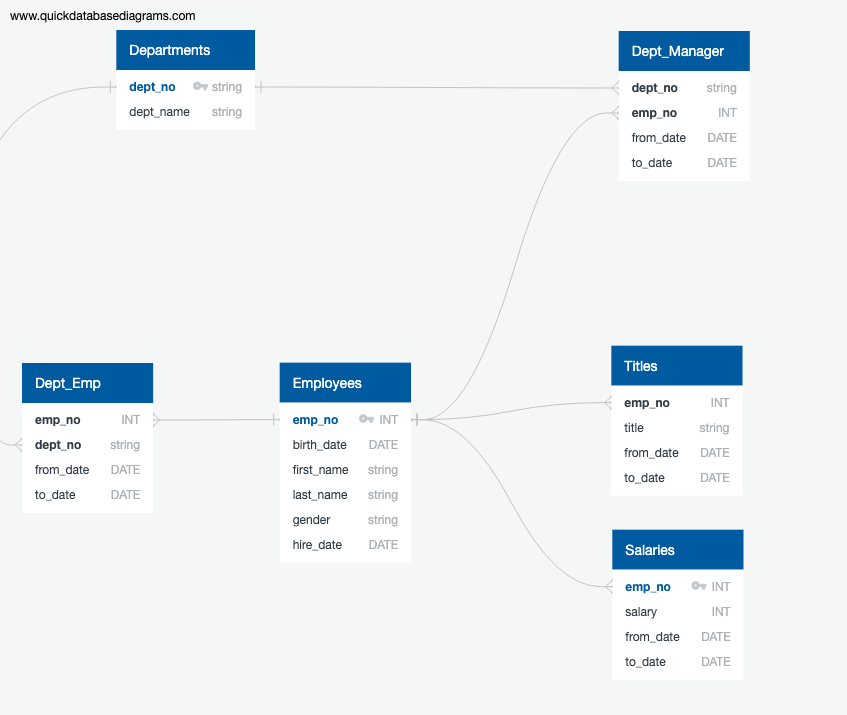 www.quickdatabasediagrams.com
Departments
dept_no string
dept_name string
Dept_Manager
dept_no string
emp_no INT
from_date DATE
to_date DATE
Dept_Emp
emp_no INT
dept_no string
from_date DATE
to_date DATE
Employees
emp_no INT
birth_date DATE
first_name string
last_name string
gender string
hire_date DATE
Titles
emp_no INT
title string
from_date DATE
to_date DATE
Salaries
emp_no INT
salary INT
from_date DATE
to_date DATE